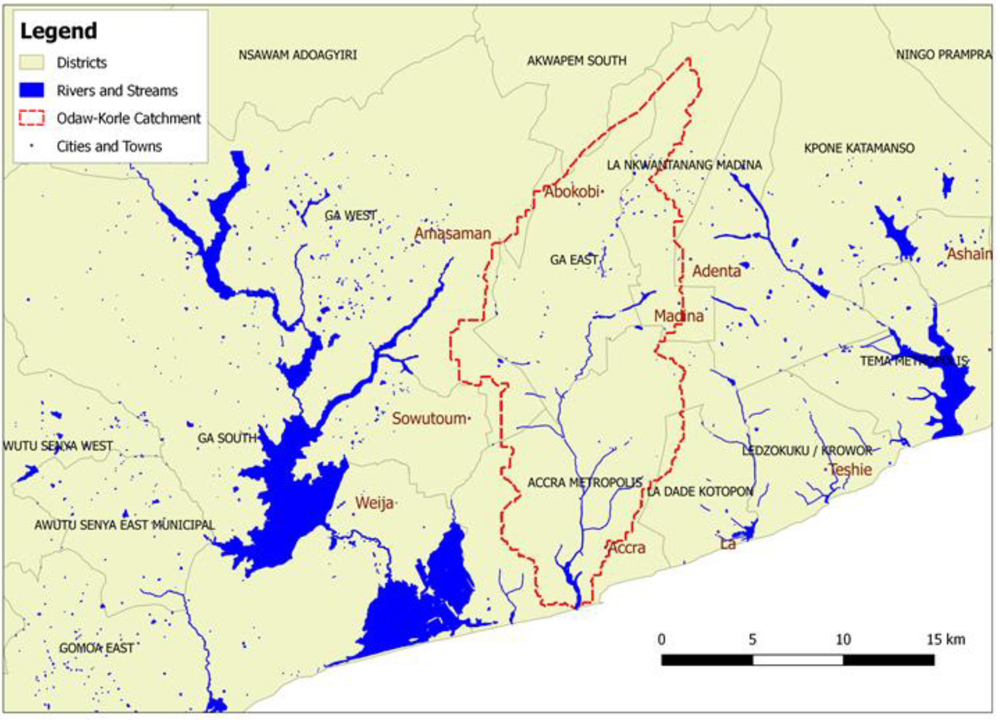 Legend
Districts
Rivers and Streams
Odaw-Korle Catchment
Cities and Towns
NSAWAM ADOAGYIRI
AKWAPEM SOUTH
NINGO PRAMPRA
KPONE KATAMANSO
LA NKWANTANANG MADINA
Abokobi
GA WEST
Amasaman
GA EAST
Adenta
Ashain
Madina
TEMA METROPOLIS
Sowutoum
GA SOUTH
WUTU SENYA WEST
LEDZOKUKU / KROWOR
Teshie
ACCRA METROPOLIS
LA DADE KOTOPON
Weija
AWUTU SENYA EAST MUNICIPAL
Accra
La
GOMOA EAST
0 5 10 15 km